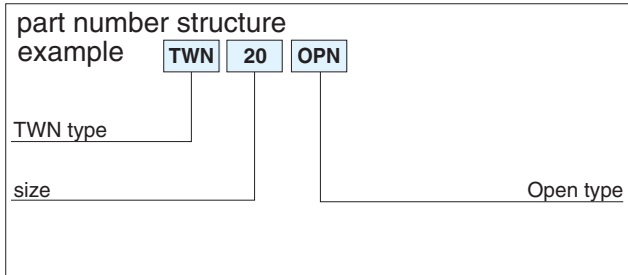 part number structure
example TWN 20 OPN
TWN type
size Open type